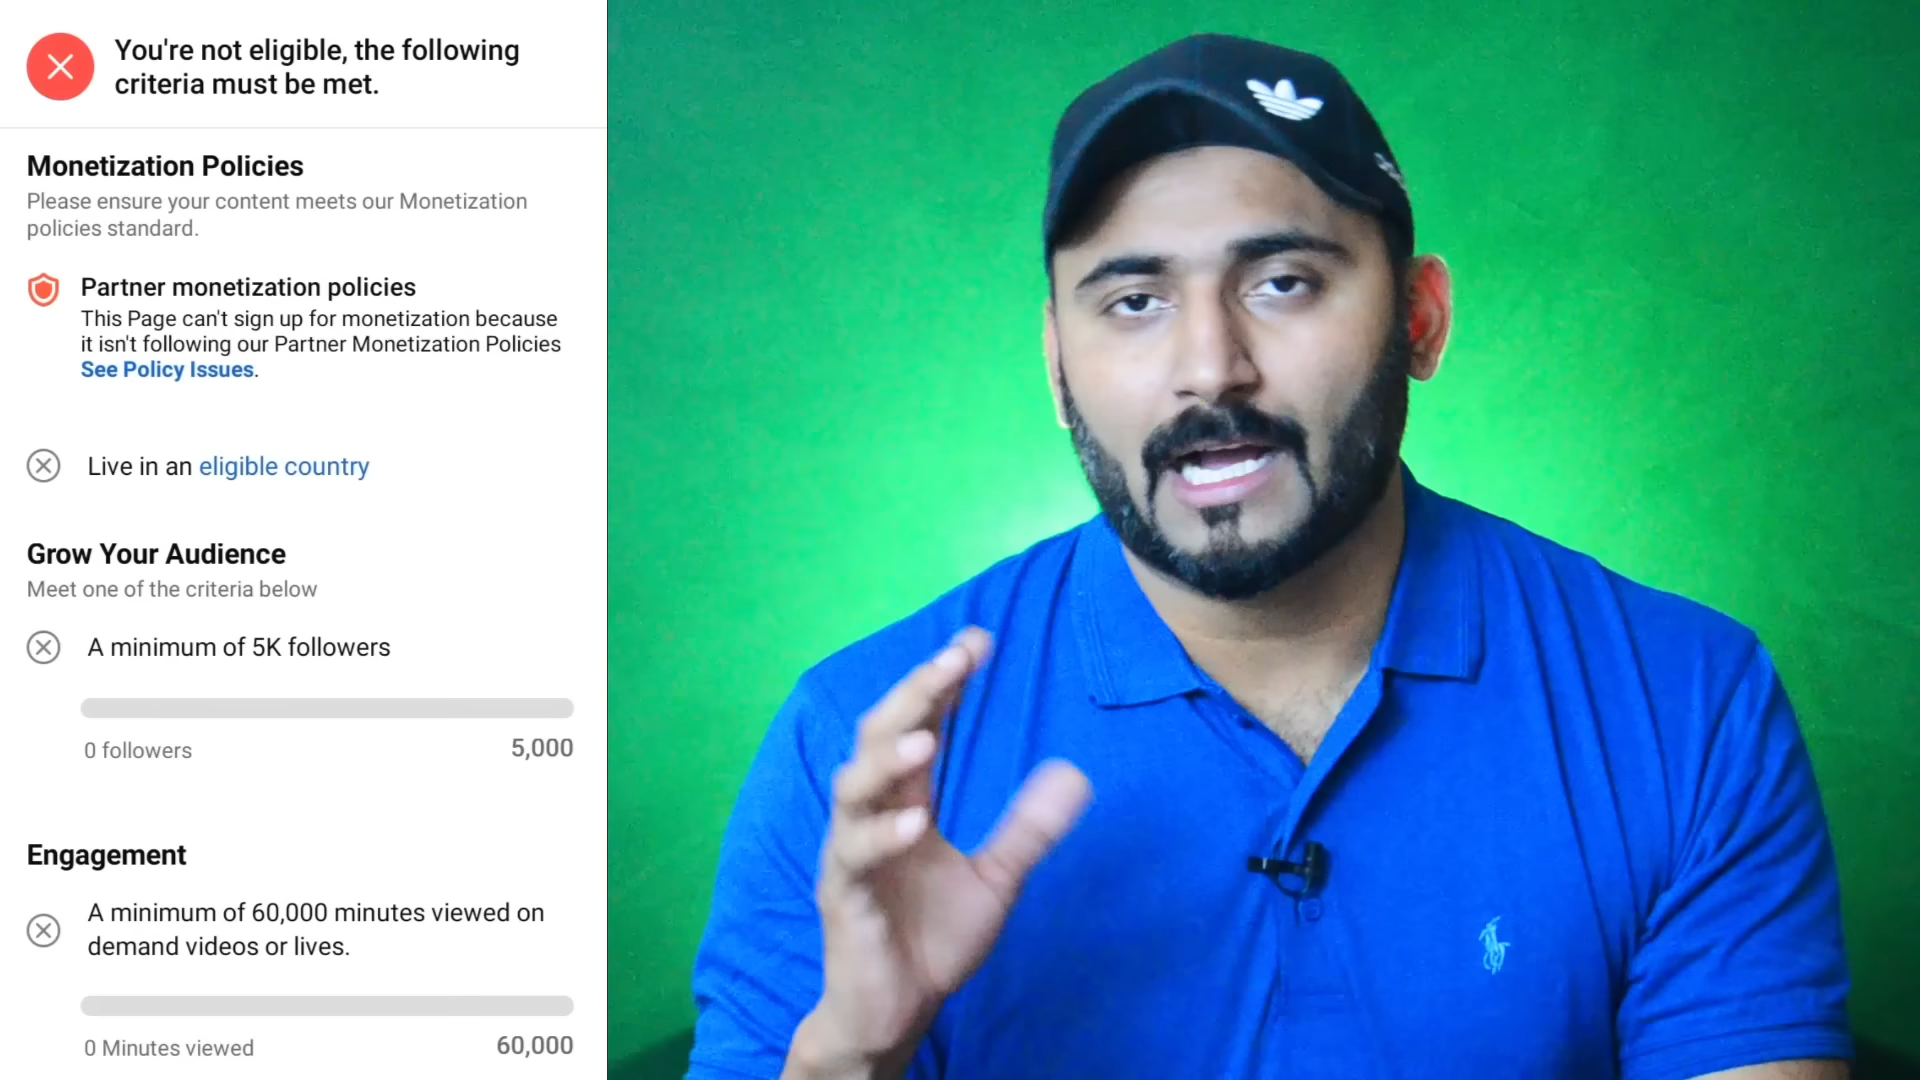 You're not eligible, the following
criteria must be met.
Monetization Policies
Please ensure your content meets our Monetization
policies standard.
Partner monetization policies
This Page can't sign up for monetization because
it isn't following our Partner Monetization Policies
See Policy Issues.
Live in an eligible country
Grow Your Audience
Meet one of the criteria below
A minimum of 5K followers
0 followers
5,000
Engagement
A minimum of 60,000 minutes viewed on
demand videos or lives.
0 Minutes viewed
60,000